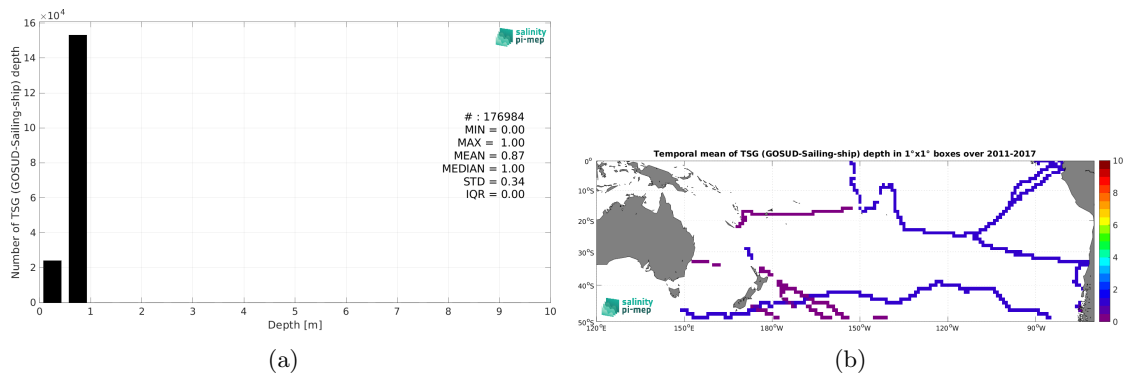 ×10⁴
16
14
12
10
8
6
4
2
0
Number of TSG (GOSUD-Sailing-ship) depth
salinity
pi-mep
# : 176984
MIN = 0.00
MAX = 1.00
MEAN = 0.87
MEDIAN = 1.00
STD = 0.34
IQR = 0.00
0 1 2 3 4 5 6 7 8 9 10
Depth [m]
(a)
Temporal mean of TSG (GOSUD-Sailing-ship) depth in 1°x1° boxes over 2011-2017
0°
10°S
20°S
30°S
40°S
50°S
120°E 150°E 180°W 150°W 120°W 90°W
salinity
pi-mep
10
8
6
4
2
0
(b)